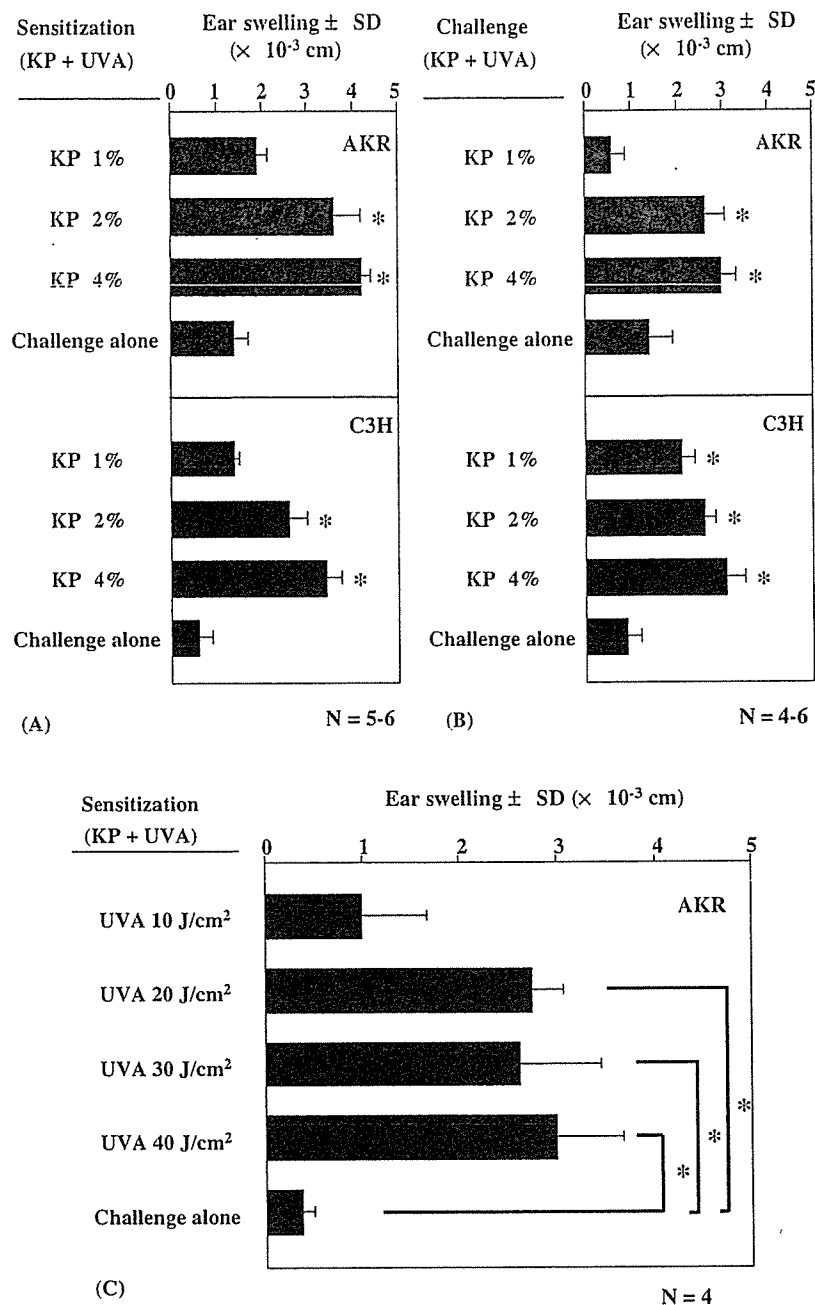 Sensitization
(KP + UVA)
Ear swelling ± SD
(× 10⁻³ cm)
0 1 2 3 4 5
AKR
KP 1%
KP 2% *
KP 4% *
Challenge alone
C3H
KP 1%
KP 2% *
KP 4% *
Challenge alone
(A)
N = 5-6
Challenge
(KP + UVA)
Ear swelling ± SD
(× 10⁻³ cm)
0 1 2 3 4 5
AKR
KP 1%
KP 2% *
KP 4% *
Challenge alone
C3H
KP 1% *
KP 2% *
KP 4% *
Challenge alone
(B)
N = 4-6
Sensitization
(KP + UVA)
Ear swelling ± SD (× 10⁻³ cm)
0 1 2 3 4 5
AKR
UVA 10 J/cm²
UVA 20 J/cm²
UVA 30 J/cm²
UVA 40 J/cm²
Challenge alone
* * *
(C)
N = 4